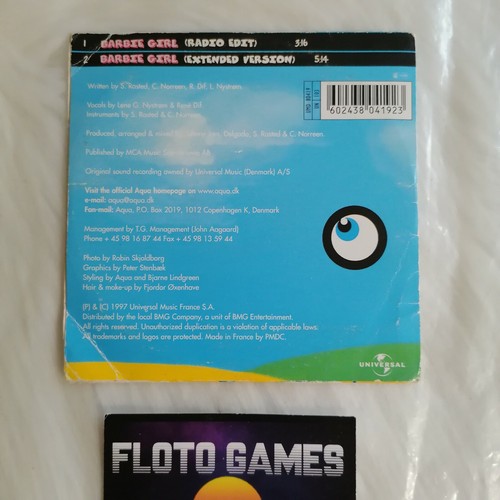 1 BARBIE GIRL (RADIO EDIT) 3:16
2 BARBIE GIRL (EXTENDED VERSION) 5:14
Written by S. Rasted, C. Norreen, R. Dif, L. Nystrøm
Vocals by Lene G. Nystrøm & René Dif
Instruments by S. Rasted & C. Norreen
Produced, arranged & mixed by Johnny Jam, Delgado, S. Rasted & C. Norreen
Published by MCA Music Scandinavia AB
Original sound recording owned by Universal Music (Denmark) A/S
Visit the official Aqua homepage on www.aqua.dk
e-mail: aqua@aqua.dk
Fan-mail: Aqua, P.O. Box 2019, 1012 Copenhagen K, Denmark
Management by T.G. Management (John Aagaard)
Phone + 45 98 16 87 44 Fax + 45 98 13 59 44
Photo by Robin Skjoldborg
Graphics by Peter Stenbæk
Styling by Aqua and Bjarne Lindgreen
Hair & make-up by Fjordor Øxenhave
(P) & (C) 1997 Universal Music France S.A.
Distributed by the local BMG Company, a unit of BMG Entertainment.
All rights reserved. Unauthorized duplication is a violation of applicable laws.
All trademarks and logos are protected. Made in France by PMDC.
602438 041923
UNIVERSAL
FLOTO GAMES